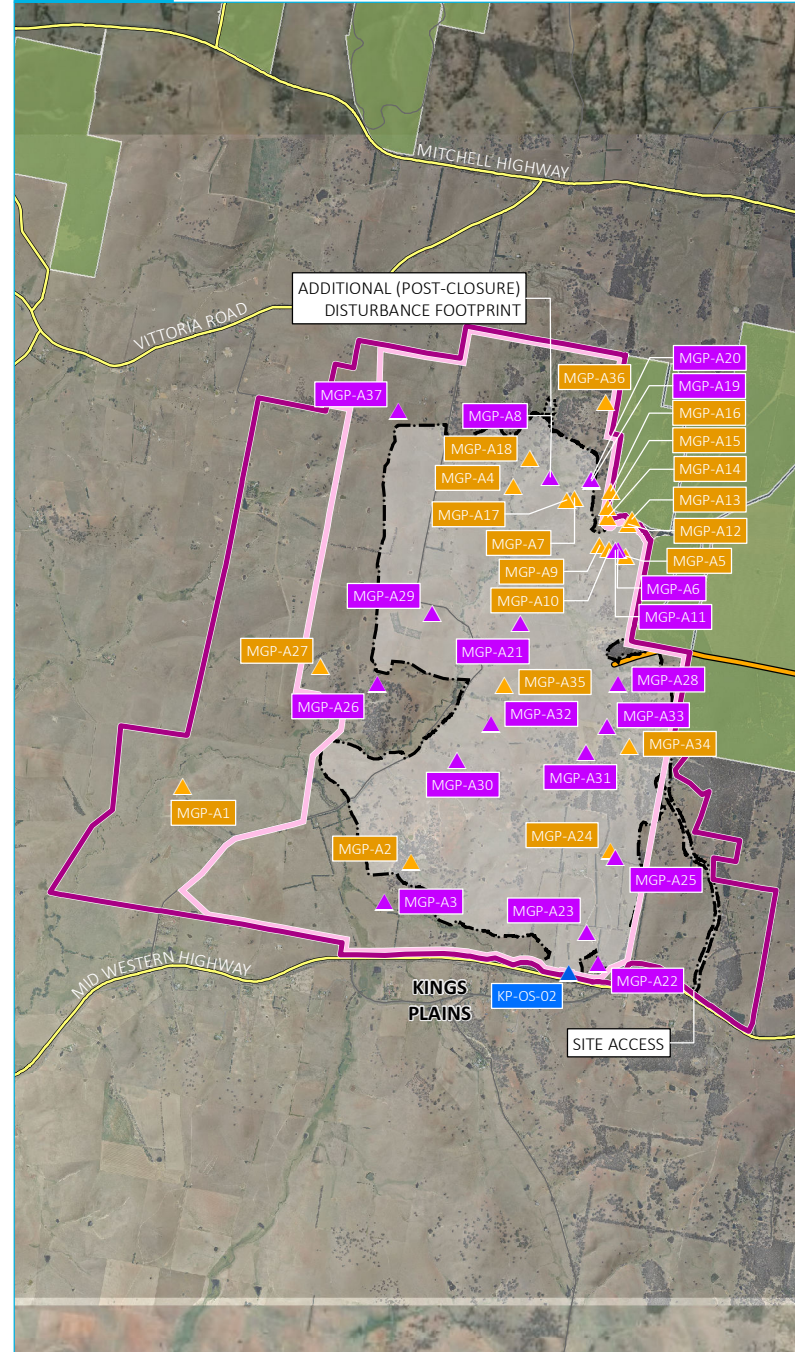 MITCHELL HIGHWAY
ADDITIONAL (POST-CLOSURE)
DISTURBANCE FOOTPRINT
VITTORIA ROAD
MGP-A20
MGP-A36
MGP-A19
MGP-A37
MGP-A8
MGP-A16
MGP-A18
MGP-A15
MGP-A4
MGP-A14
MGP-A17
MGP-A13
MGP-A7
MGP-A12
MGP-A9
MGP-A5
MGP-A10
MGP-A6
MGP-A29
MGP-A11
MGP-A21
MGP-A27
MGP-A35
MGP-A28
MGP-A26
MGP-A32
MGP-A33
MGP-A34
MGP-A31
MGP-A30
MGP-A1
MGP-A24
MGP-A2
MGP-A25
MGP-A3
MGP-A23
MID WESTERN HIGHWAY
MGP-A22
KINGS
PLAINS
KP-OS-02
SITE ACCESS